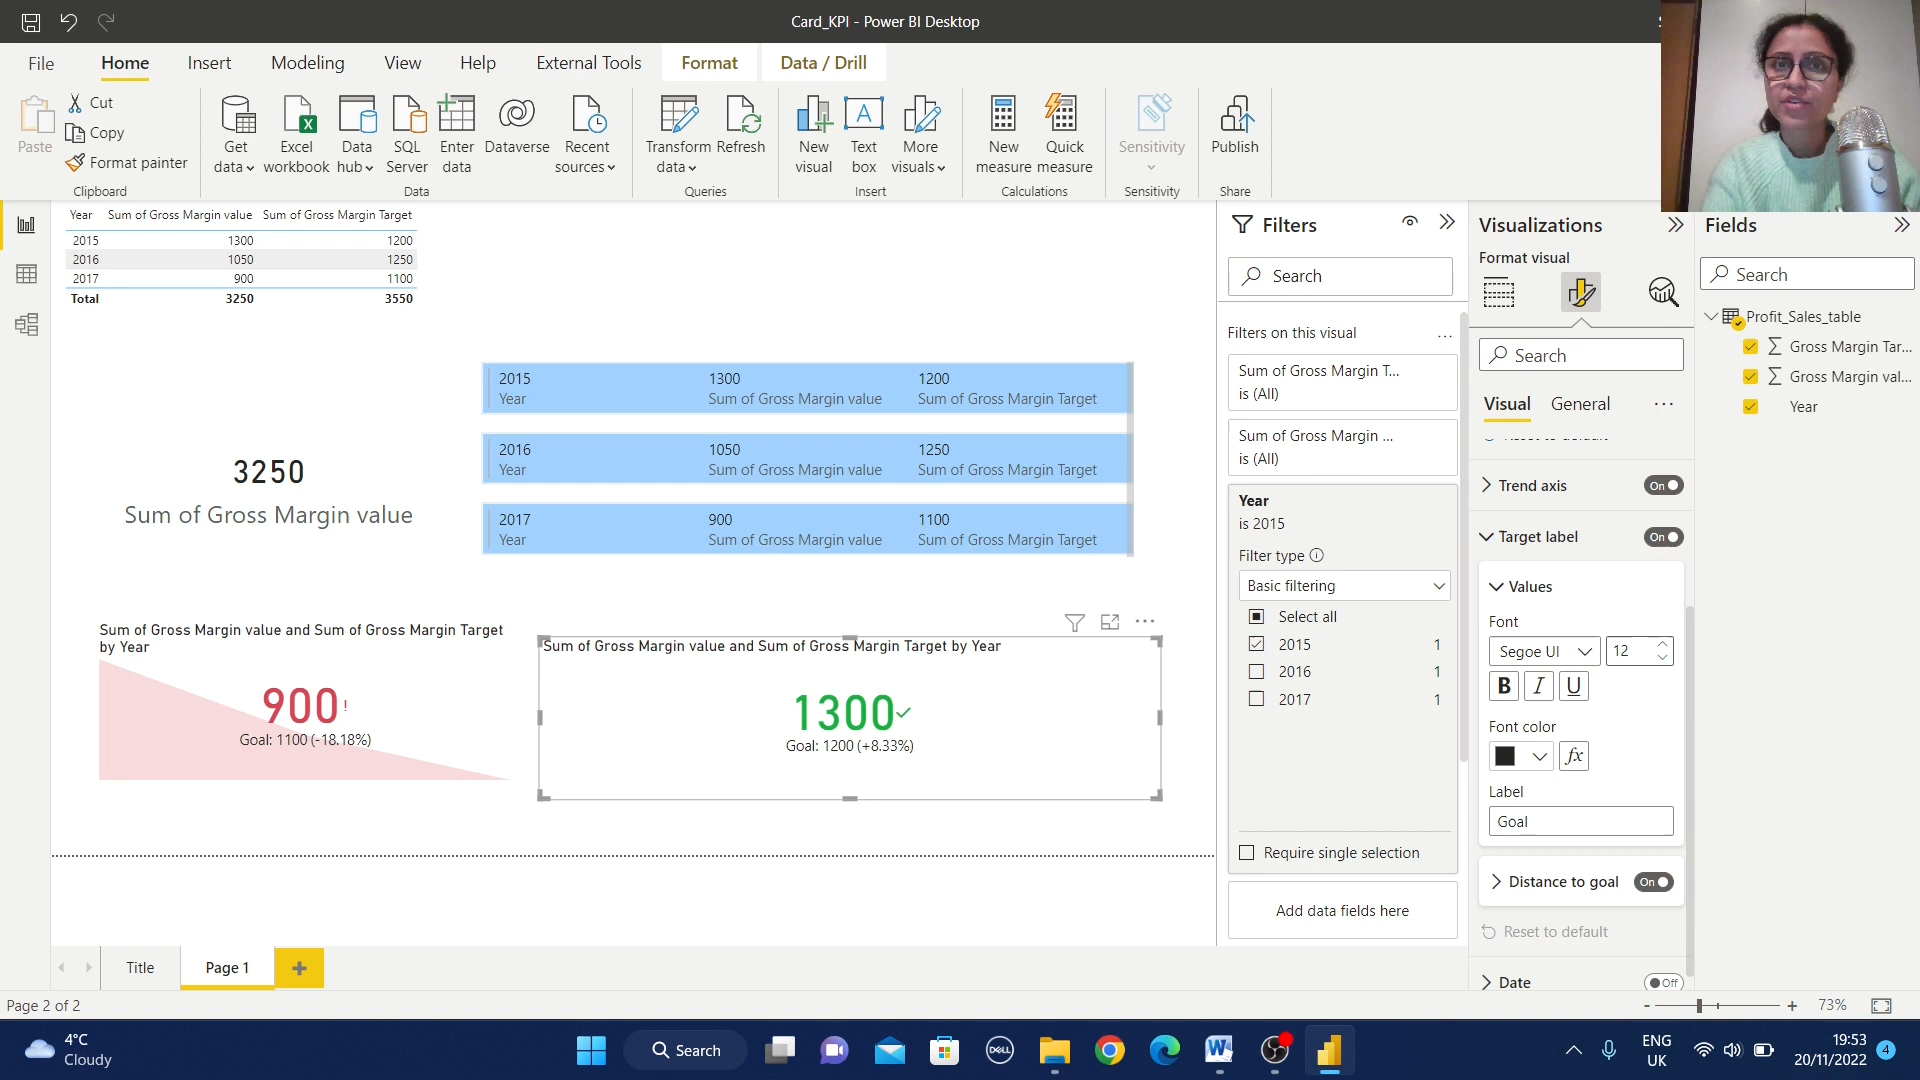 Card_KPI - Power BI Desktop
File
Home
Insert
Modeling
View
Help
External Tools
Format
Data / Drill
Paste
Cut
Copy
Format painter
Clipboard
Get data
Excel workbook
Data hub
SQL Server
Enter data
Dataverse
Recent sources
Data
Transform data
Refresh
Queries
New visual
Text box
More visuals
Insert
New measure
Quick measure
Calculations
Sensitivity
Sensitivity
Publish
Share
Year Sum of Gross Margin value Sum of Gross Margin Target
2015 1300 1200
2016 1050 1250
2017 900 1100
Total 3250 3550
2015 1300 1200
Year Sum of Gross Margin value Sum of Gross Margin Target
2016 1050 1250
Year Sum of Gross Margin value Sum of Gross Margin Target
2017 900 1100
Year Sum of Gross Margin value Sum of Gross Margin Target
3250
Sum of Gross Margin value
Sum of Gross Margin value and Sum of Gross Margin Target
by Year
900!
Goal: 1100 (-18.18%)
Sum of Gross Margin value and Sum of Gross Margin Target by Year
1300
Goal: 1200 (+8.33%)
Filters
Search
Filters on this visual
Sum of Gross Margin T...
is (All)
Sum of Gross Margin ...
is (All)
Year
is 2015
Filter type
Basic filtering
Select all
2015 1
2016 1
2017 1
Require single selection
Add data fields here
Visualizations
Format visual
Search
Visual General
Trend axis On
Target label On
Values
Font
Segoe UI 12
B I U
Font color
fx
Label
Goal
Distance to goal On
Reset to default
Date Off
Fields
Search
Profit_Sales_table
Gross Margin Tar...
Gross Margin val...
Year
Title
Page 1
Page 2 of 2
73%
4°C
Cloudy
Search
DELL
ENG
UK
19:53
20/11/2022
4